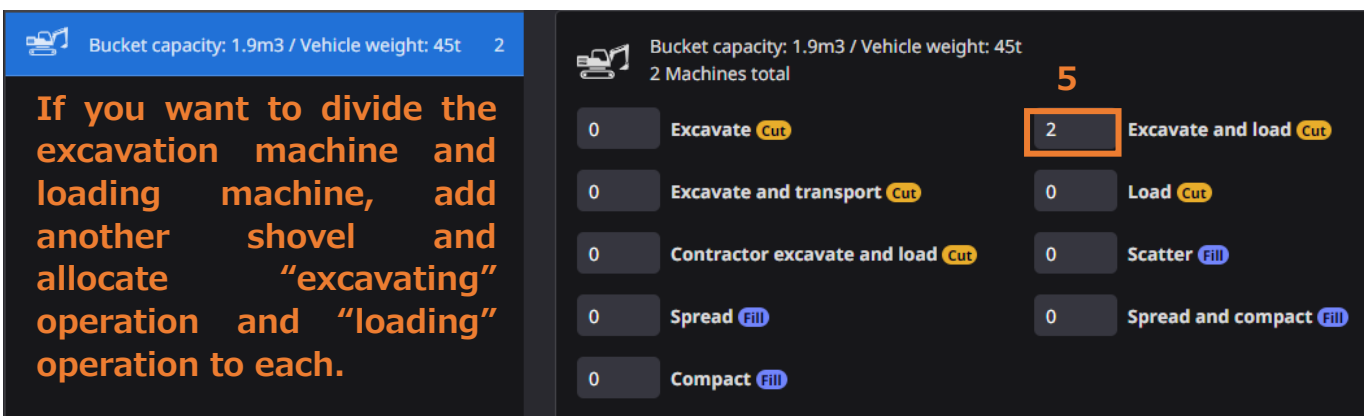 Bucket capacity: 1.9m3 / Vehicle weight: 45t 2
If you want to divide the
excavation machine and
loading machine, add
another shovel and
allocate “excavating”
operation and “loading”
operation to each.
Bucket capacity: 1.9m3 / Vehicle weight: 45t
2 Machines total
5
0 Excavate Cut
2 Excavate and load Cut
0 Excavate and transport Cut
0 Load Cut
0 Contractor excavate and load Cut
0 Scatter Fill
0 Spread Fill
0 Spread and compact Fill
0 Compact Fill